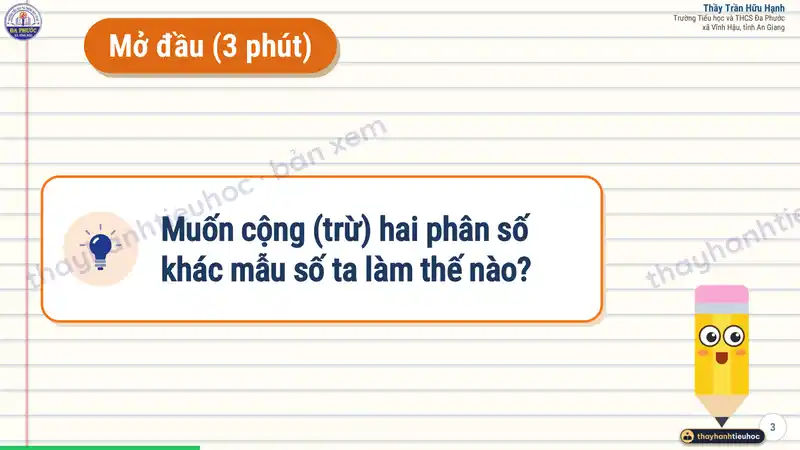 ĐA PHƯỚC
Thầy Trần Hữu Hạnh
Trường Tiểu học và THCS Đa Phước
xã Vĩnh Hậu, tỉnh An Giang
Mở đầu (3 phút)
thayhanhtieuhoc · bản xem
Muốn cộng (trừ) hai phân số
khác mẫu số ta làm thế nào?
thayhanhtie
thayhanhtieuhoc
3